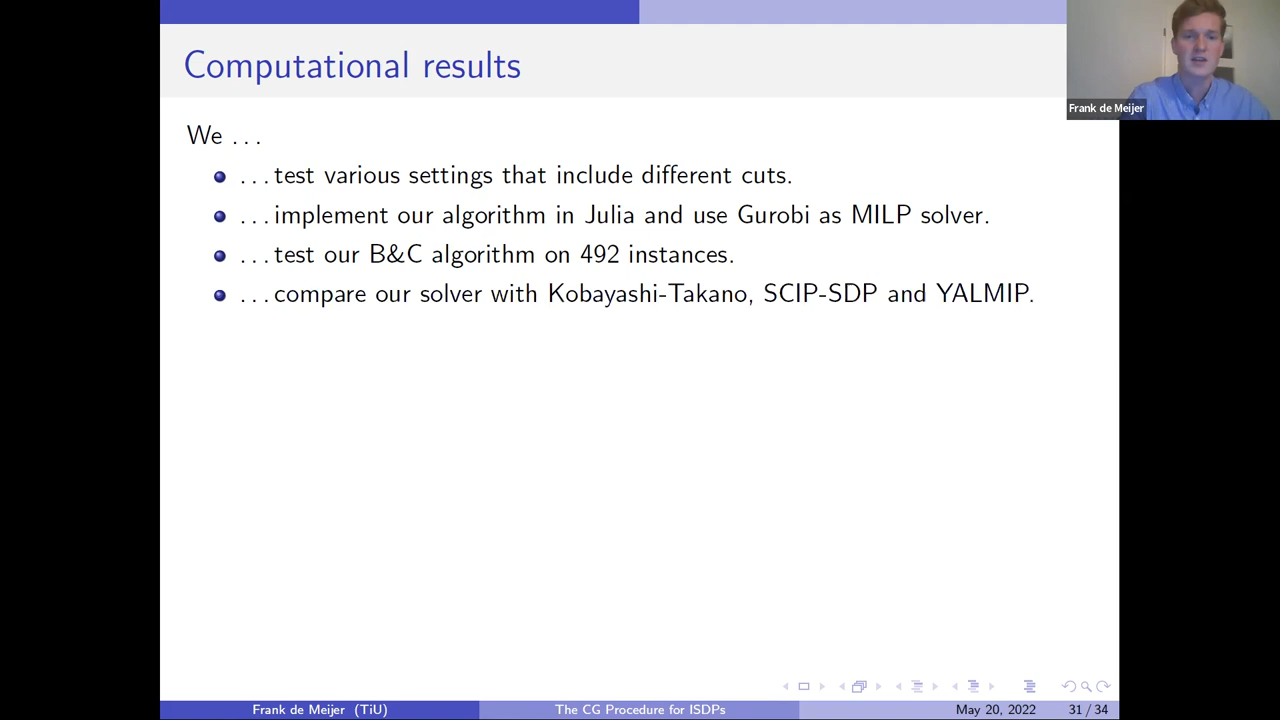 Computational results
Frank de Meijer
We ...
... test various settings that include different cuts.
... implement our algorithm in Julia and use Gurobi as MILP solver.
... test our B&C algorithm on 492 instances.
... compare our solver with Kobayashi-Takano, SCIP-SDP and YALMIP.
Frank de Meijer (TiU) The CG Procedure for ISDPs May 20, 2022 31 / 34